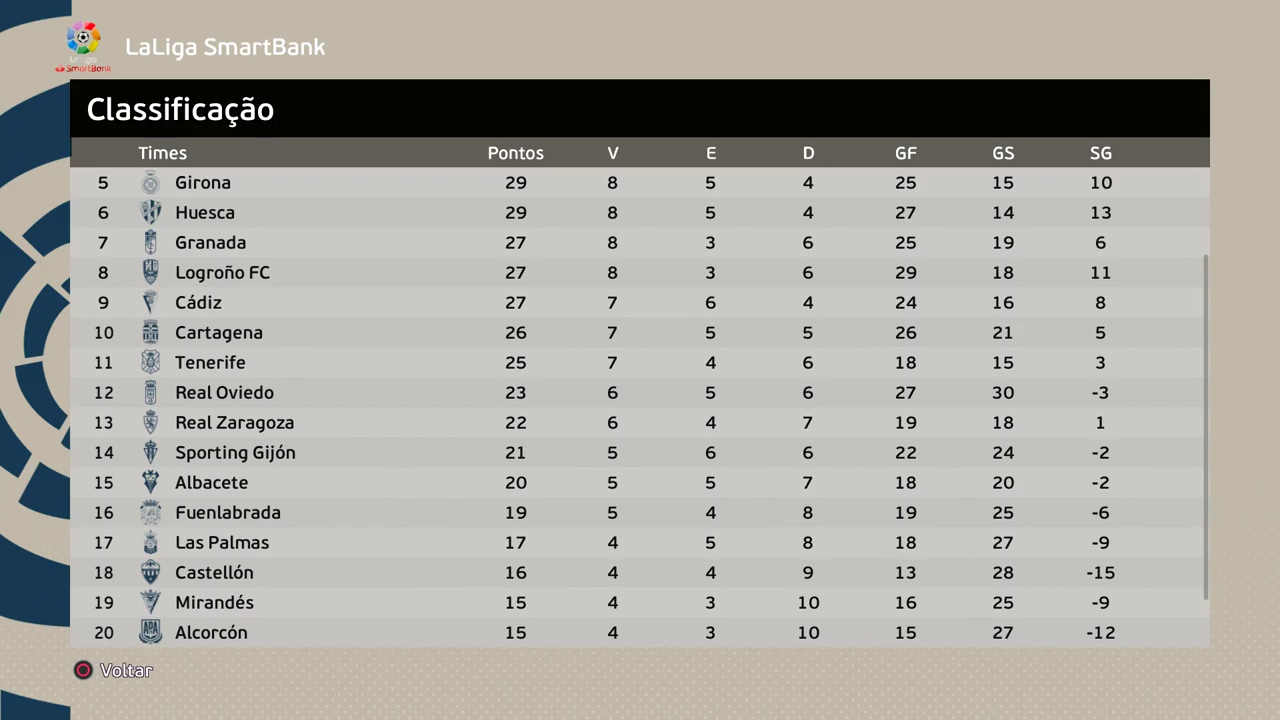 LaLiga SmartBank
LaLiga
SmartBank
Classificação
Times Pontos V E D GF GS SG
5 Girona 29 8 5 4 25 15 10
6 Huesca 29 8 5 4 27 14 13
7 Granada 27 8 3 6 25 19 6
8 Logroño FC 27 8 3 6 29 18 11
9 Cádiz 27 7 6 4 24 16 8
10 Cartagena 26 7 5 5 26 21 5
11 Tenerife 25 7 4 6 18 15 3
12 Real Oviedo 23 6 5 6 27 30 -3
13 Real Zaragoza 22 6 4 7 19 18 1
14 Sporting Gijón 21 5 6 6 22 24 -2
15 Albacete 20 5 5 7 18 20 -2
16 Fuenlabrada 19 5 4 8 19 25 -6
17 Las Palmas 17 4 5 8 18 27 -9
18 Castellón 16 4 4 9 13 28 -15
19 Mirandés 15 4 3 10 16 25 -9
20 Alcorcón 15 4 3 10 15 27 -12
Voltar